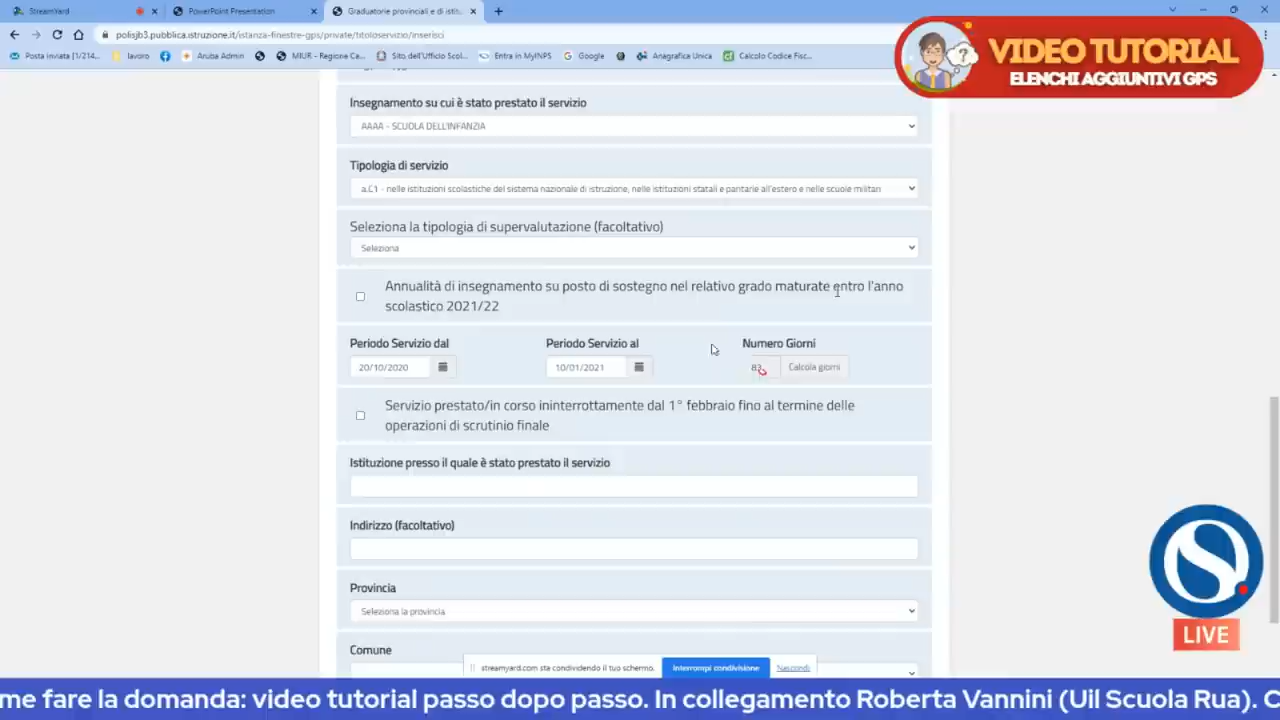 StreamYard
PowerPoint Presentation
Graduatorie provinciali e di istit..
polisjb3.pubblica.istruzione.it/istanza-finestre-gps/private/titoloservizio/inserisci
Posta inviata [1/214...
lavoro
Aruba Admin
MIUR - Regione Ca...
Sito dell'Ufficio Scol...
Entra in MyINPS
Google
Anagrafica Unica
Calcolo Codice Fisc...
VIDEO TUTORIAL
ELENCHI AGGIUNTIVI GPS
Insegnamento su cui è stato prestato il servizio
AAAA - SCUOLA DELL'INFANZIA
Tipologia di servizio
a.C1 - nelle istituzioni scolastiche del sistema nazionale di istruzione, nelle istituzioni statali e paritarie all'estero e nelle scuole militari
Seleziona la tipologia di supervalutazione (facoltativo)
Seleziona
Annualità di insegnamento su posto di sostegno nel relativo grado maturate entro l'anno
scolastico 2021/22
Periodo Servizio dal
Periodo Servizio al
Numero Giorni
20/10/2020
10/01/2021
83
Calcola giorni
Servizio prestato/in corso ininterrottamente dal 1° febbraio fino al termine delle
operazioni di scrutinio finale
Istituzione presso il quale è stato prestato il servizio
Indirizzo (facoltativo)
Provincia
Seleziona la provincia
Comune
streamyard.com sta condividendo il tuo schermo.
Interrompi condivisione
Nascondi
LIVE
me fare la domanda: video tutorial passo dopo passo. In collegamento Roberta Vannini (Uil Scuola Rua). C